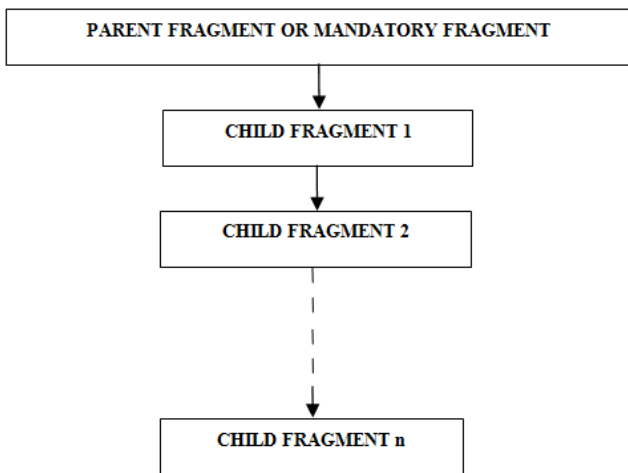 PARENT FRAGMENT OR MANDATORY FRAGMENT
CHILD FRAGMENT 1
CHILD FRAGMENT 2
CHILD FRAGMENT n